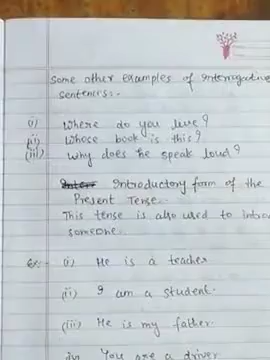 Some other examples of Interrogative
sentences:-
(i) Where do you live?
(ii) Whose book is this?
(iii) Why does he speak loud?
Introductory form of the
Present Tense.
This tense is also used to intro
someone.
Ex:- (i) He is a teacher
(ii) I am a student.
(iii) He is my father.
(iv) You are a driver